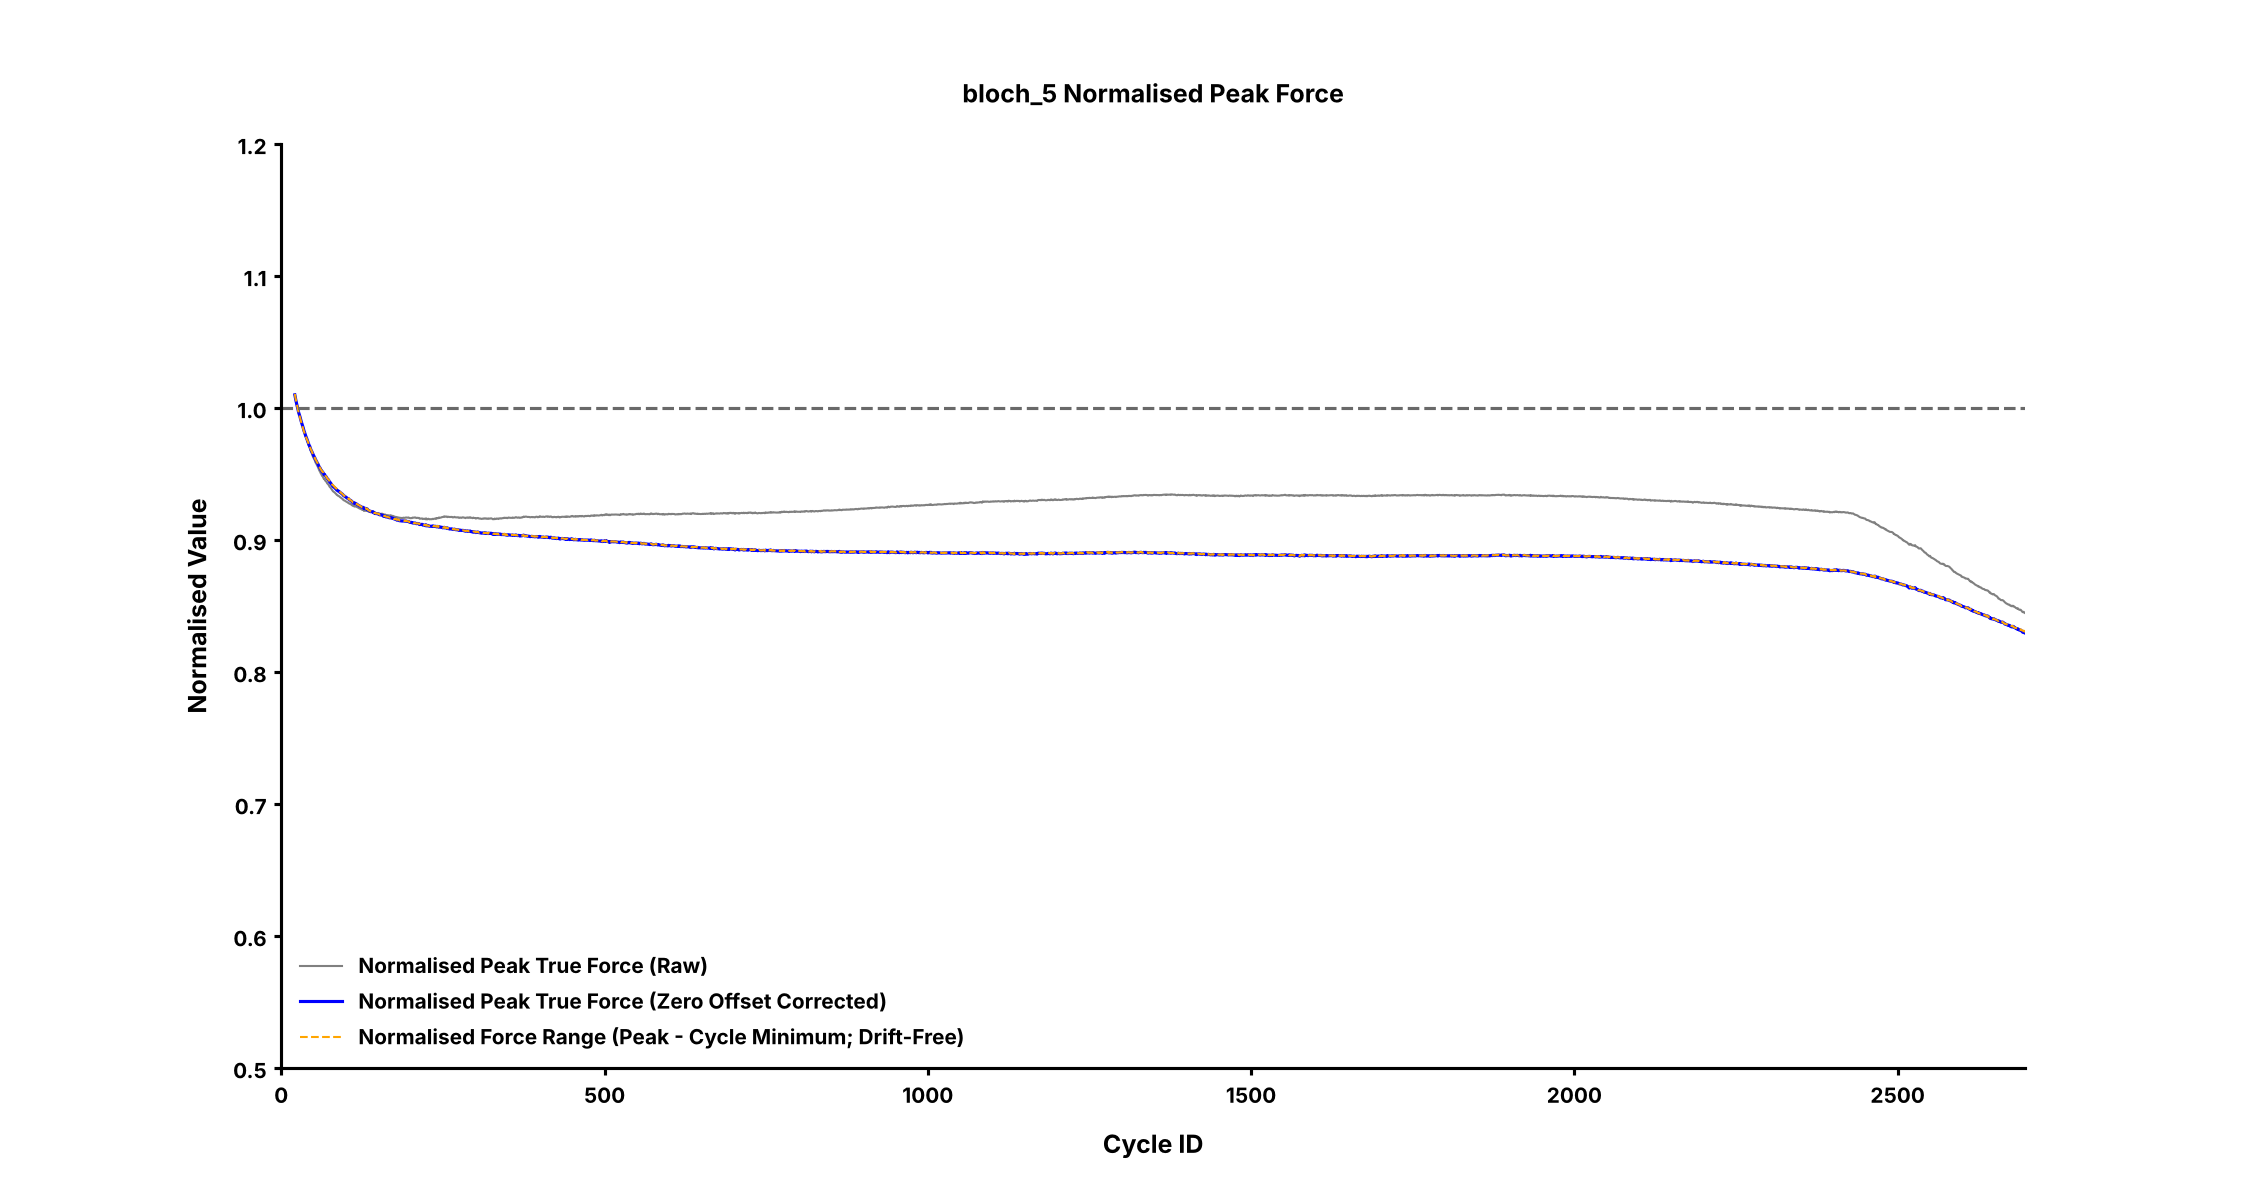 bloch_5 Normalised Peak Force
1.2
1.1
1.0
0.9
0.8
0.7
0.6
0.5
Normalised Value
Normalised Peak True Force (Raw)
Normalised Peak True Force (Zero Offset Corrected)
Normalised Force Range (Peak - Cycle Minimum; Drift-Free)
0 500 1000 1500 2000 2500
Cycle ID